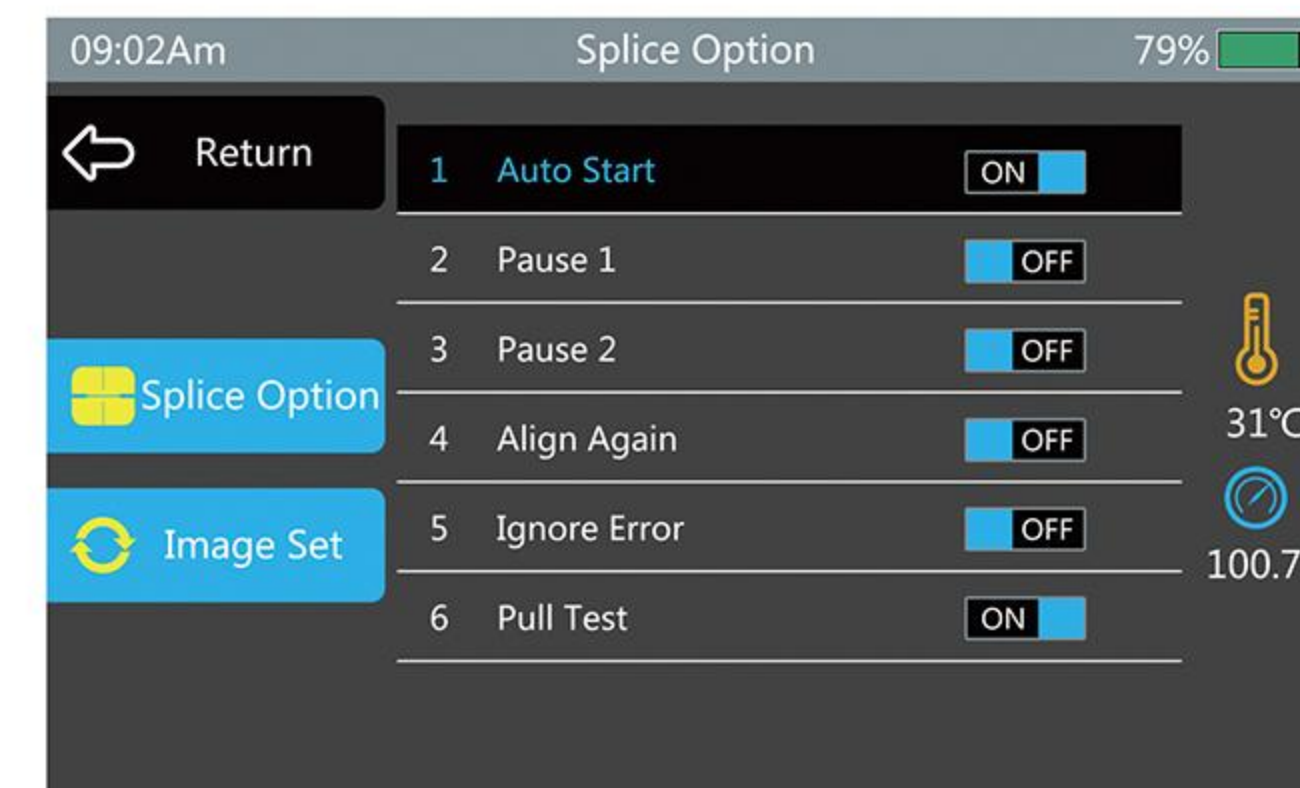 09:02Am Splice Option 79%
Return
1 Auto Start ON
2 Pause 1 OFF
3 Pause 2 OFF
Splice Option
4 Align Again OFF
31°C
5 Ignore Error OFF
Image Set
100.7
6 Pull Test ON